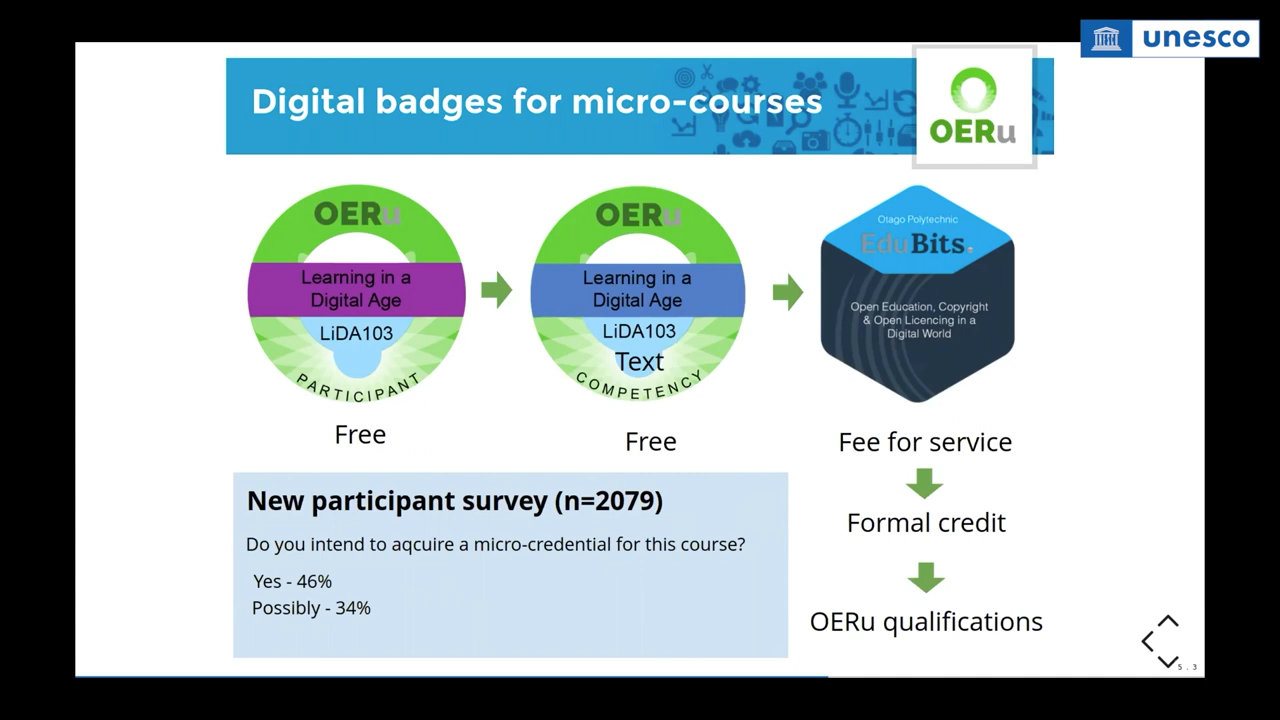 unesco
Digital badges for micro-courses
OERu
OERu
Learning in a
Digital Age
LiDA103
PARTICIPANT
Free
OERu
Learning in a
Digital Age
LiDA103
Text
COMPETENCY
Free
Otago Polytechnic
EduBits.
Open Education, Copyright
& Open Licencing in a
Digital World
Fee for service
Formal credit
OERu qualifications
New participant survey (n=2079)
Do you intend to aqcuire a micro-credential for this course?
Yes - 46%
Possibly - 34%
5.3